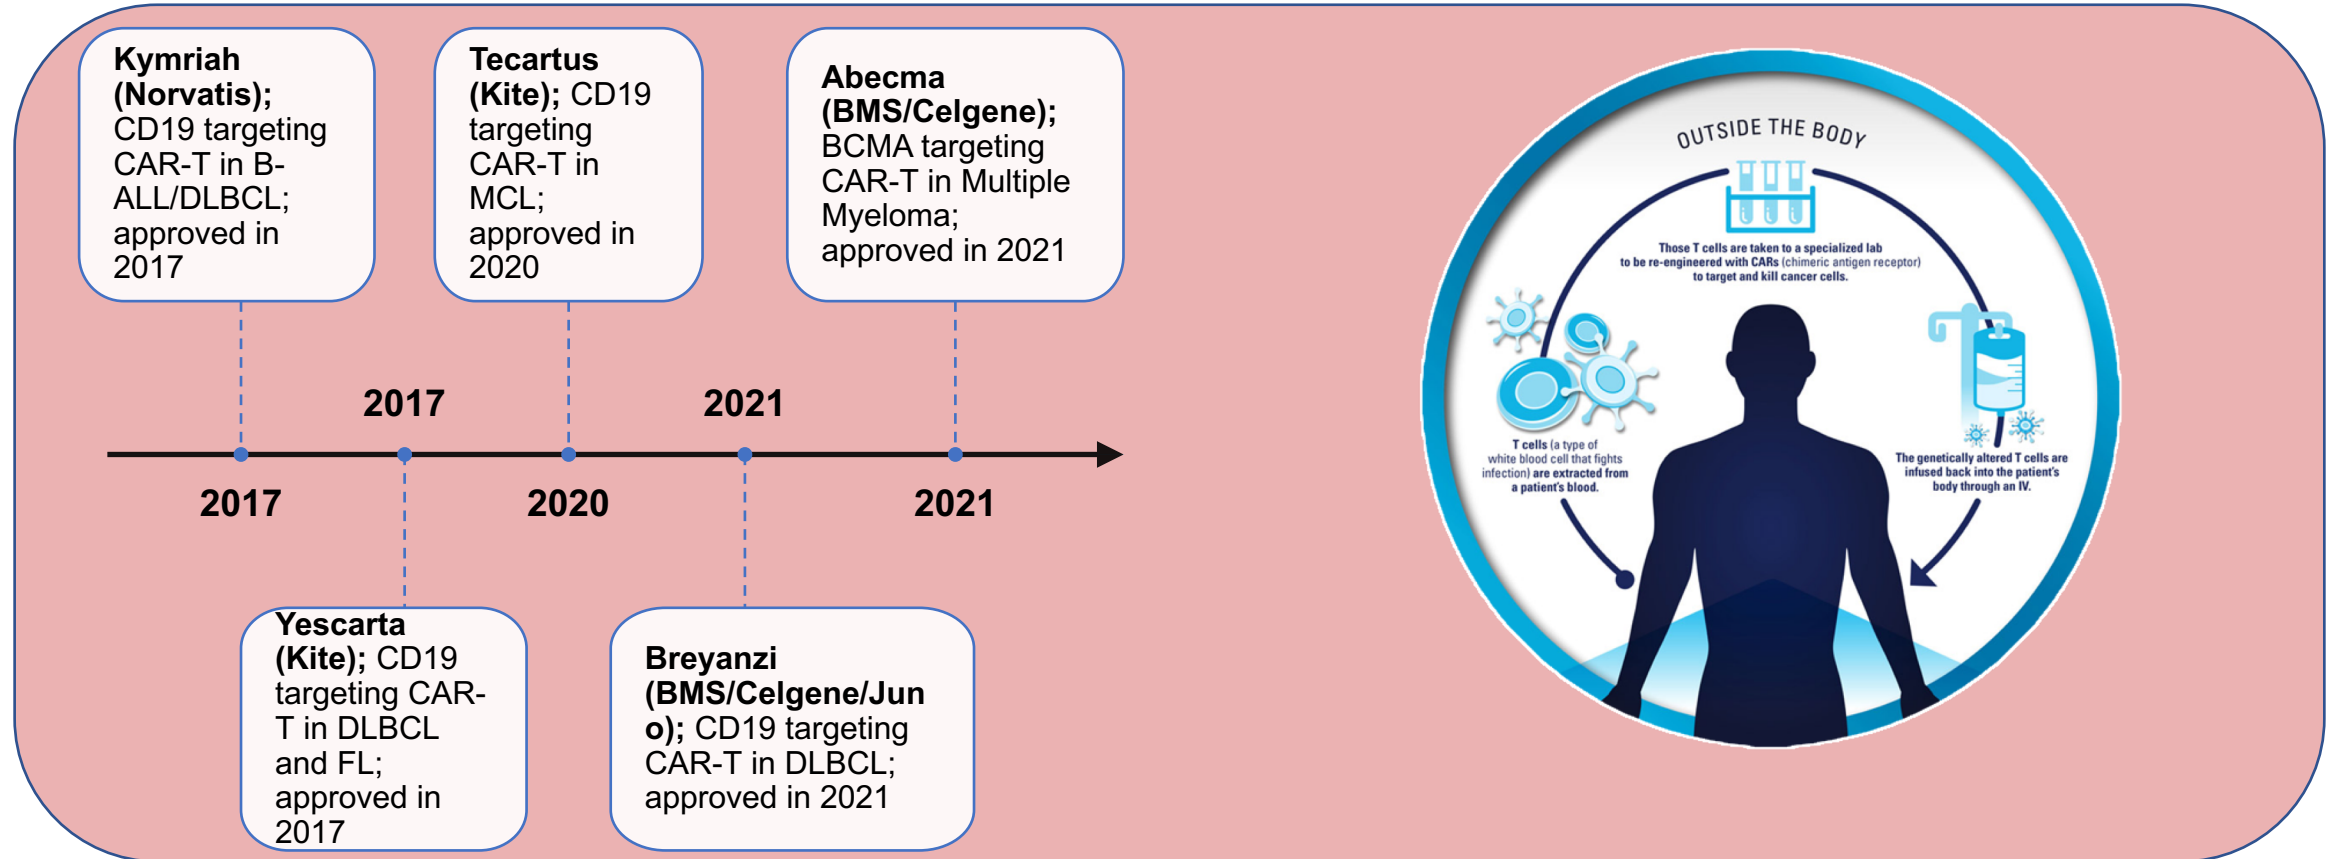 Kymriah
(Norvatis);
CD19 targeting
CAR-T in B-
ALL/DLBCL;
approved in
2017
Tecartus
(Kite); CD19
targeting
CAR-T in
MCL;
approved in
2020
Abecma
(BMS/Celgene);
BCMA targeting
CAR-T in Multiple
Myeloma;
approved in 2021
2017
2021
2017
2020
2021
Yescarta
(Kite); CD19
targeting CAR-
T in DLBCL
and FL;
approved in
2017
Breyanzi
(BMS/Celgene/Jun
o); CD19 targeting
CAR-T in DLBCL;
approved in 2021
OUTSIDE THE BODY
Those T cells are taken to a specialized lab
to be re-engineered with CARs (chimeric antigen receptor)
to target and kill cancer cells.
T cells (a type of
white blood cell that fights
infection) are extracted from
a patient's blood.
The genetically altered T cells are
infused back into the patient's
body through an IV.